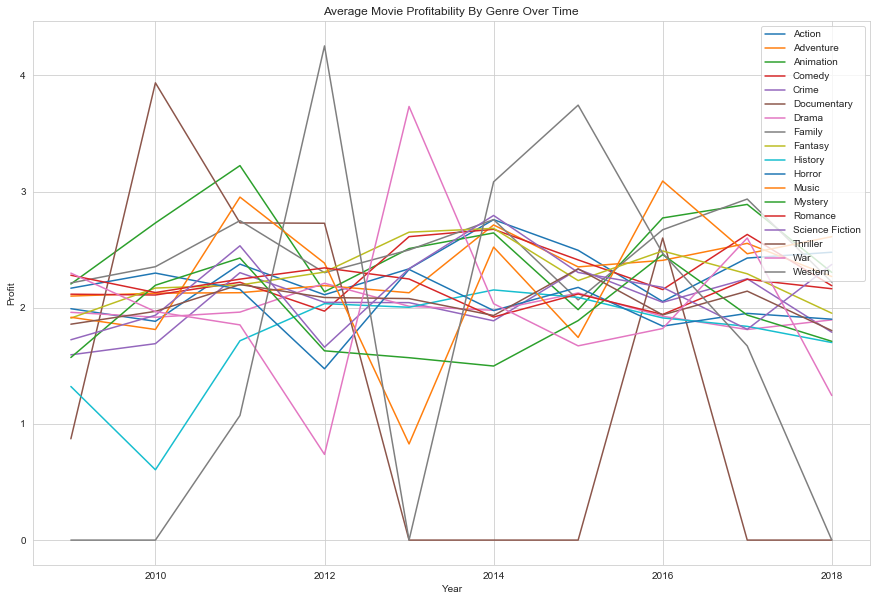 Average Movie Profitability By Genre Over Time
Action
Adventure
Animation
Comedy
Crime
Documentary
Drama
Family
Fantasy
History
Horror
Music
Mystery
Romance
Science Fiction
Thriller
War
Western
4
3
2
1
0
Profit
2010
2012
2014
2016
2018
Year